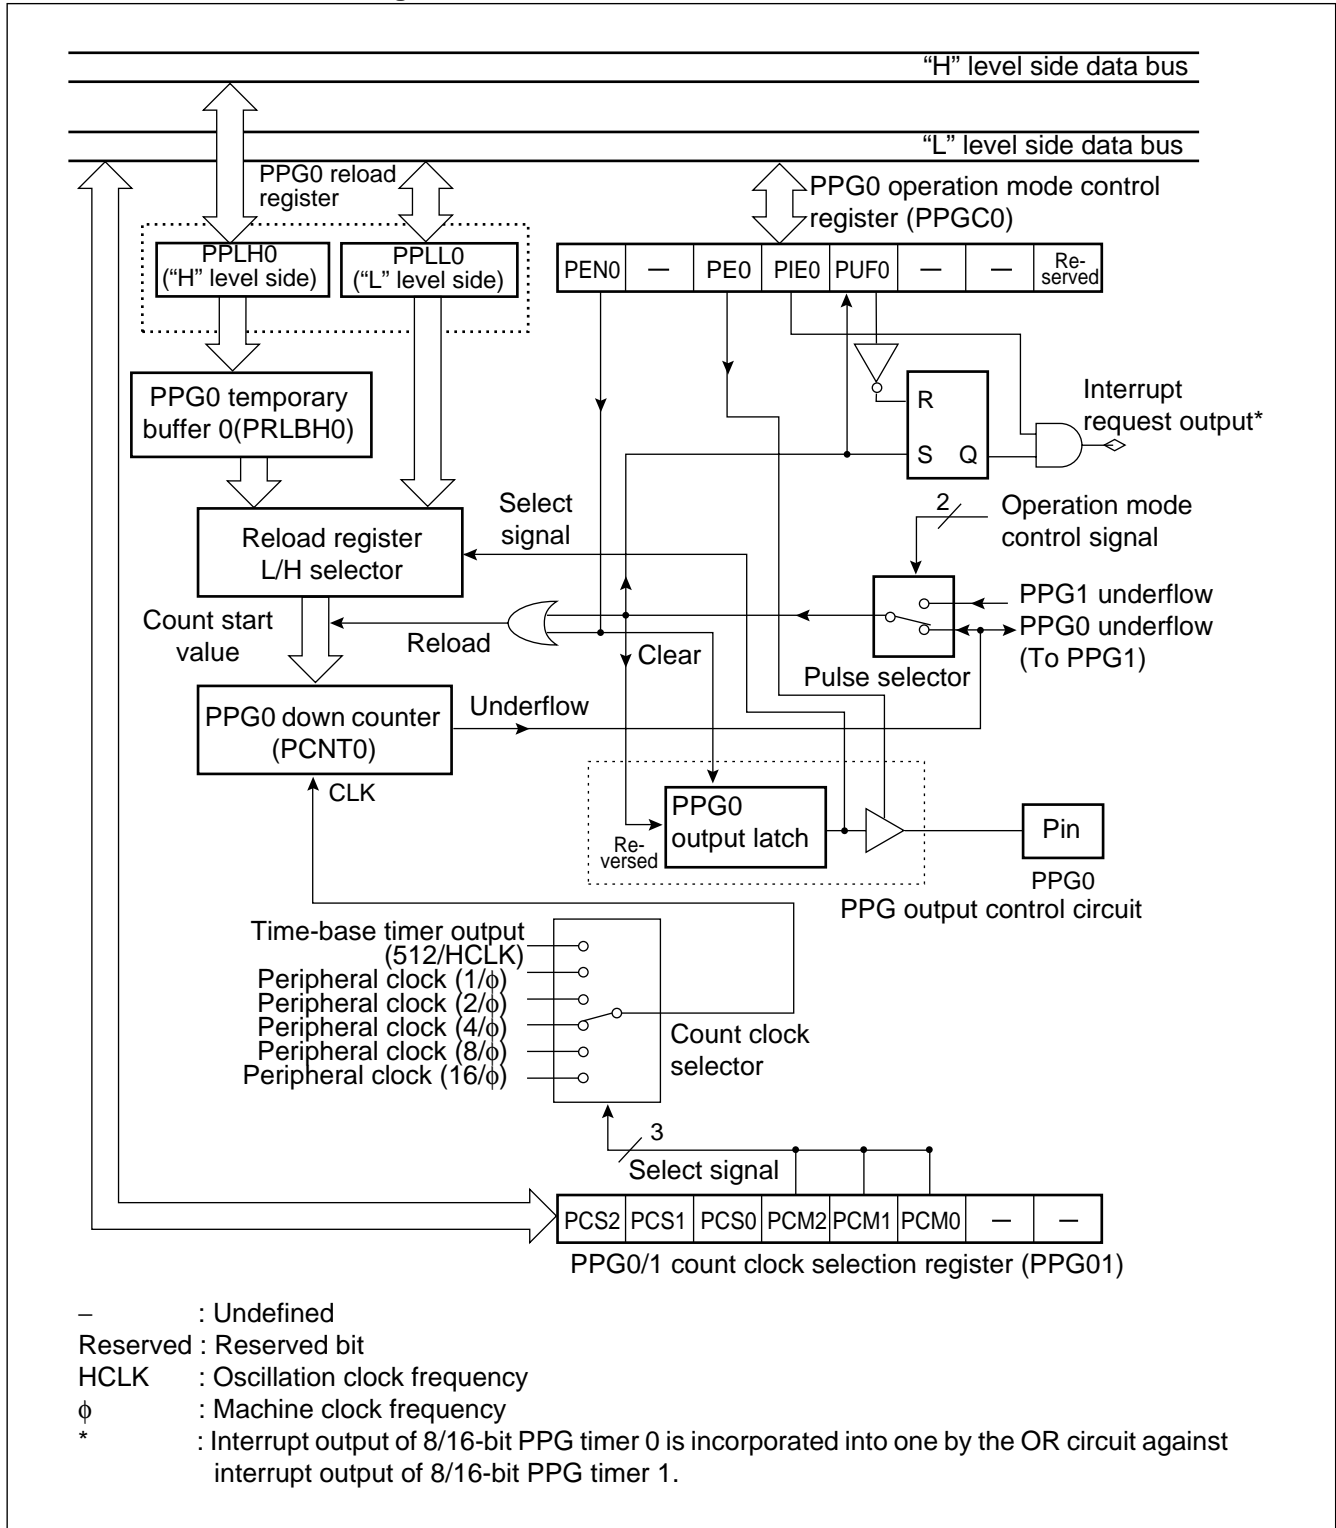 “H” level side data bus
“L” level side data bus
PPG0 reload
register
PPG0 operation mode control
register (PPGC0)
PPLH0
(“H” level side)
PPLL0
(“L” level side)
PEN0 — PE0 PIE0 PUF0 — — Re-
served
PPG0 temporary
buffer 0(PRLBH0)
R
S Q
Interrupt
request output*
Select
signal
2
Operation mode
control signal
Reload register
L/H selector
Count start
value
Reload
Clear
PPG1 underflow
PPG0 underflow
(To PPG1)
Pulse selector
PPG0 down counter
(PCNT0)
Underflow
CLK
PPG0
output latch
Re-
versed
Pin
PPG0
PPG output control circuit
Time-base timer output
(512/HCLK)
Peripheral clock (1/ϕ)
Peripheral clock (2/ϕ)
Peripheral clock (4/ϕ)
Peripheral clock (8/ϕ)
Peripheral clock (16/ϕ)
Count clock
selector
3
Select signal
PCS2 PCS1 PCS0 PCM2 PCM1 PCM0 — —
PPG0/1 count clock selection register (PPG01)
– : Undefined
Reserved : Reserved bit
HCLK : Oscillation clock frequency
ϕ : Machine clock frequency
* : Interrupt output of 8/16-bit PPG timer 0 is incorporated into one by the OR circuit against
interrupt output of 8/16-bit PPG timer 1.